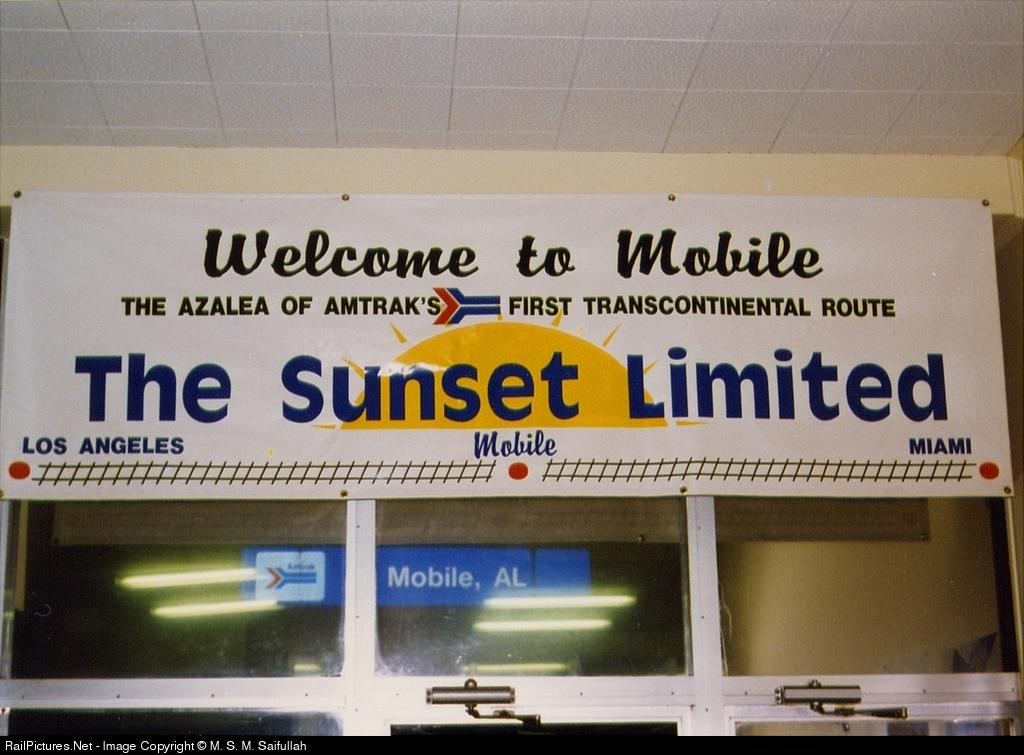 Welcome to Mobile
THE AZALEA OF AMTRAK'S FIRST TRANSCONTINENTAL ROUTE
The Sunset Limited
LOS ANGELES Mobile MIAMI
Amtrak Mobile, AL
RailPictures.Net - Image Copyright © M. S. M. Saifullah